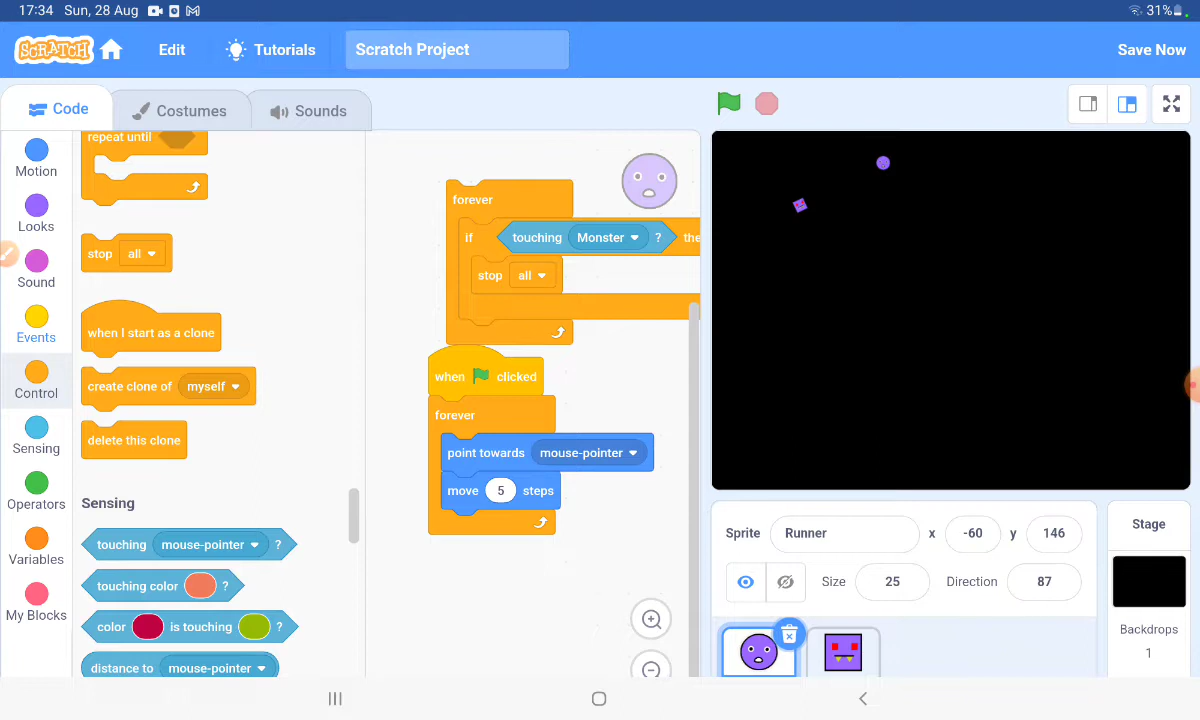 17:34 Sun, 28 Aug
31%
SCRATCH
Edit
Tutorials
Scratch Project
Save Now
Code
Costumes
Sounds
Motion
Looks
Sound
Events
Control
Sensing
Operators
Variables
My Blocks
repeat until
stop all
when I start as a clone
create clone of myself
delete this clone
Sensing
touching mouse-pointer ?
touching color ?
color is touching ?
distance to mouse-pointer
forever
if touching Monster ? the
stop all
when clicked
forever
point towards mouse-pointer
move 5 steps
Sprite Runner x -60 y 146
Size 25 Direction 87
Stage
Backdrops
1